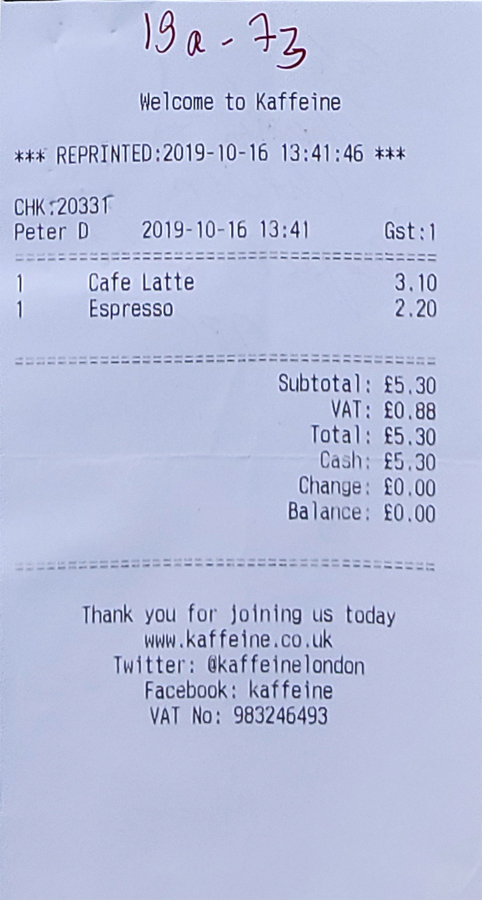 19a - 73
Welcome to Kaffeine
*** REPRINTED:2019-10-16 13:41:46 ***
CHK:20331
Peter D 2019-10-16 13:41 Gst:1
1 Cafe Latte 3.10
1 Espresso 2.20
Subtotal: £5.30
VAT: £0.88
Total: £5.30
Cash: £5.30
Change: £0.00
Balance: £0.00
Thank you for joining us today
www.kaffeine.co.uk
Twitter: @kaffeinelondon
Facebook: kaffeine
VAT No: 983246493